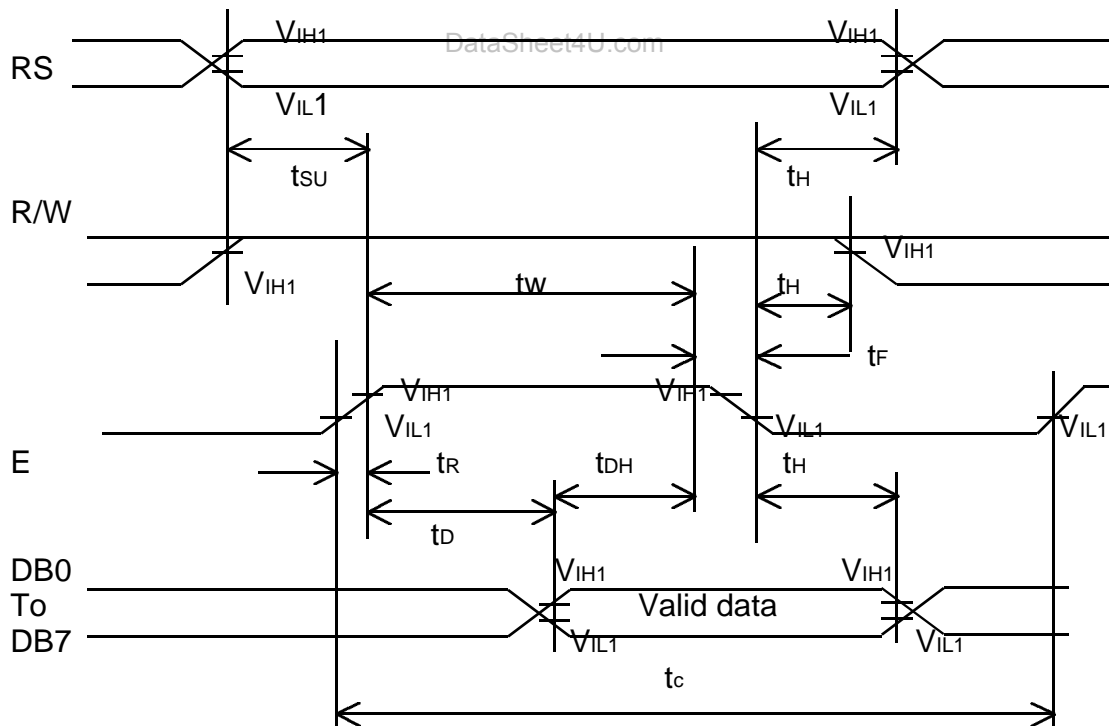 VIH1 DataSheet4U.com VIH1
RS
VIL1 VIL1
tSU tH
R/W
VIH1
VIH1 tW tH
tF
VIH1 VIH1
VIL1 VIL1 VIL1
E tR tDH tH
tD
DB0 VIH1 VIH1
To Valid data
DB7 VIL1 VIL1
tc